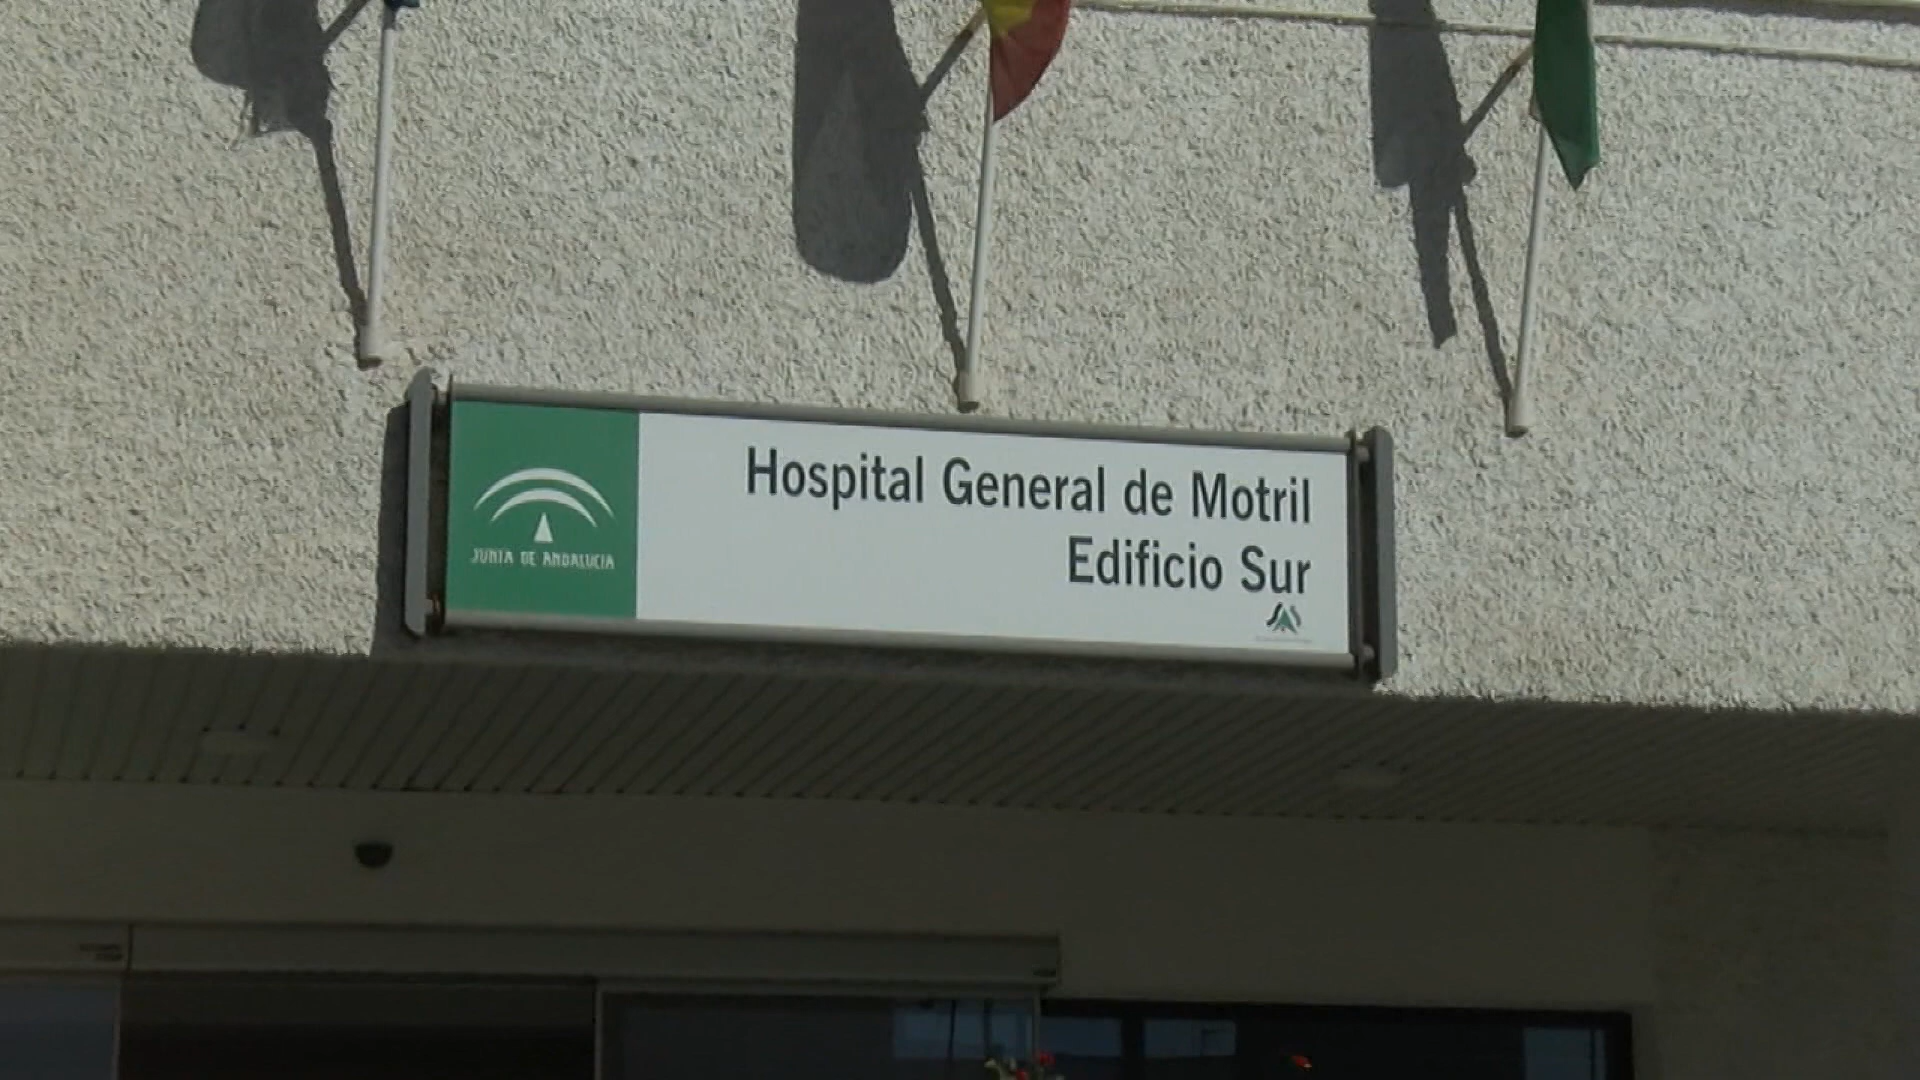 Hospital General de Motril
Edificio Sur
JUNTA DE ANDALUCIA